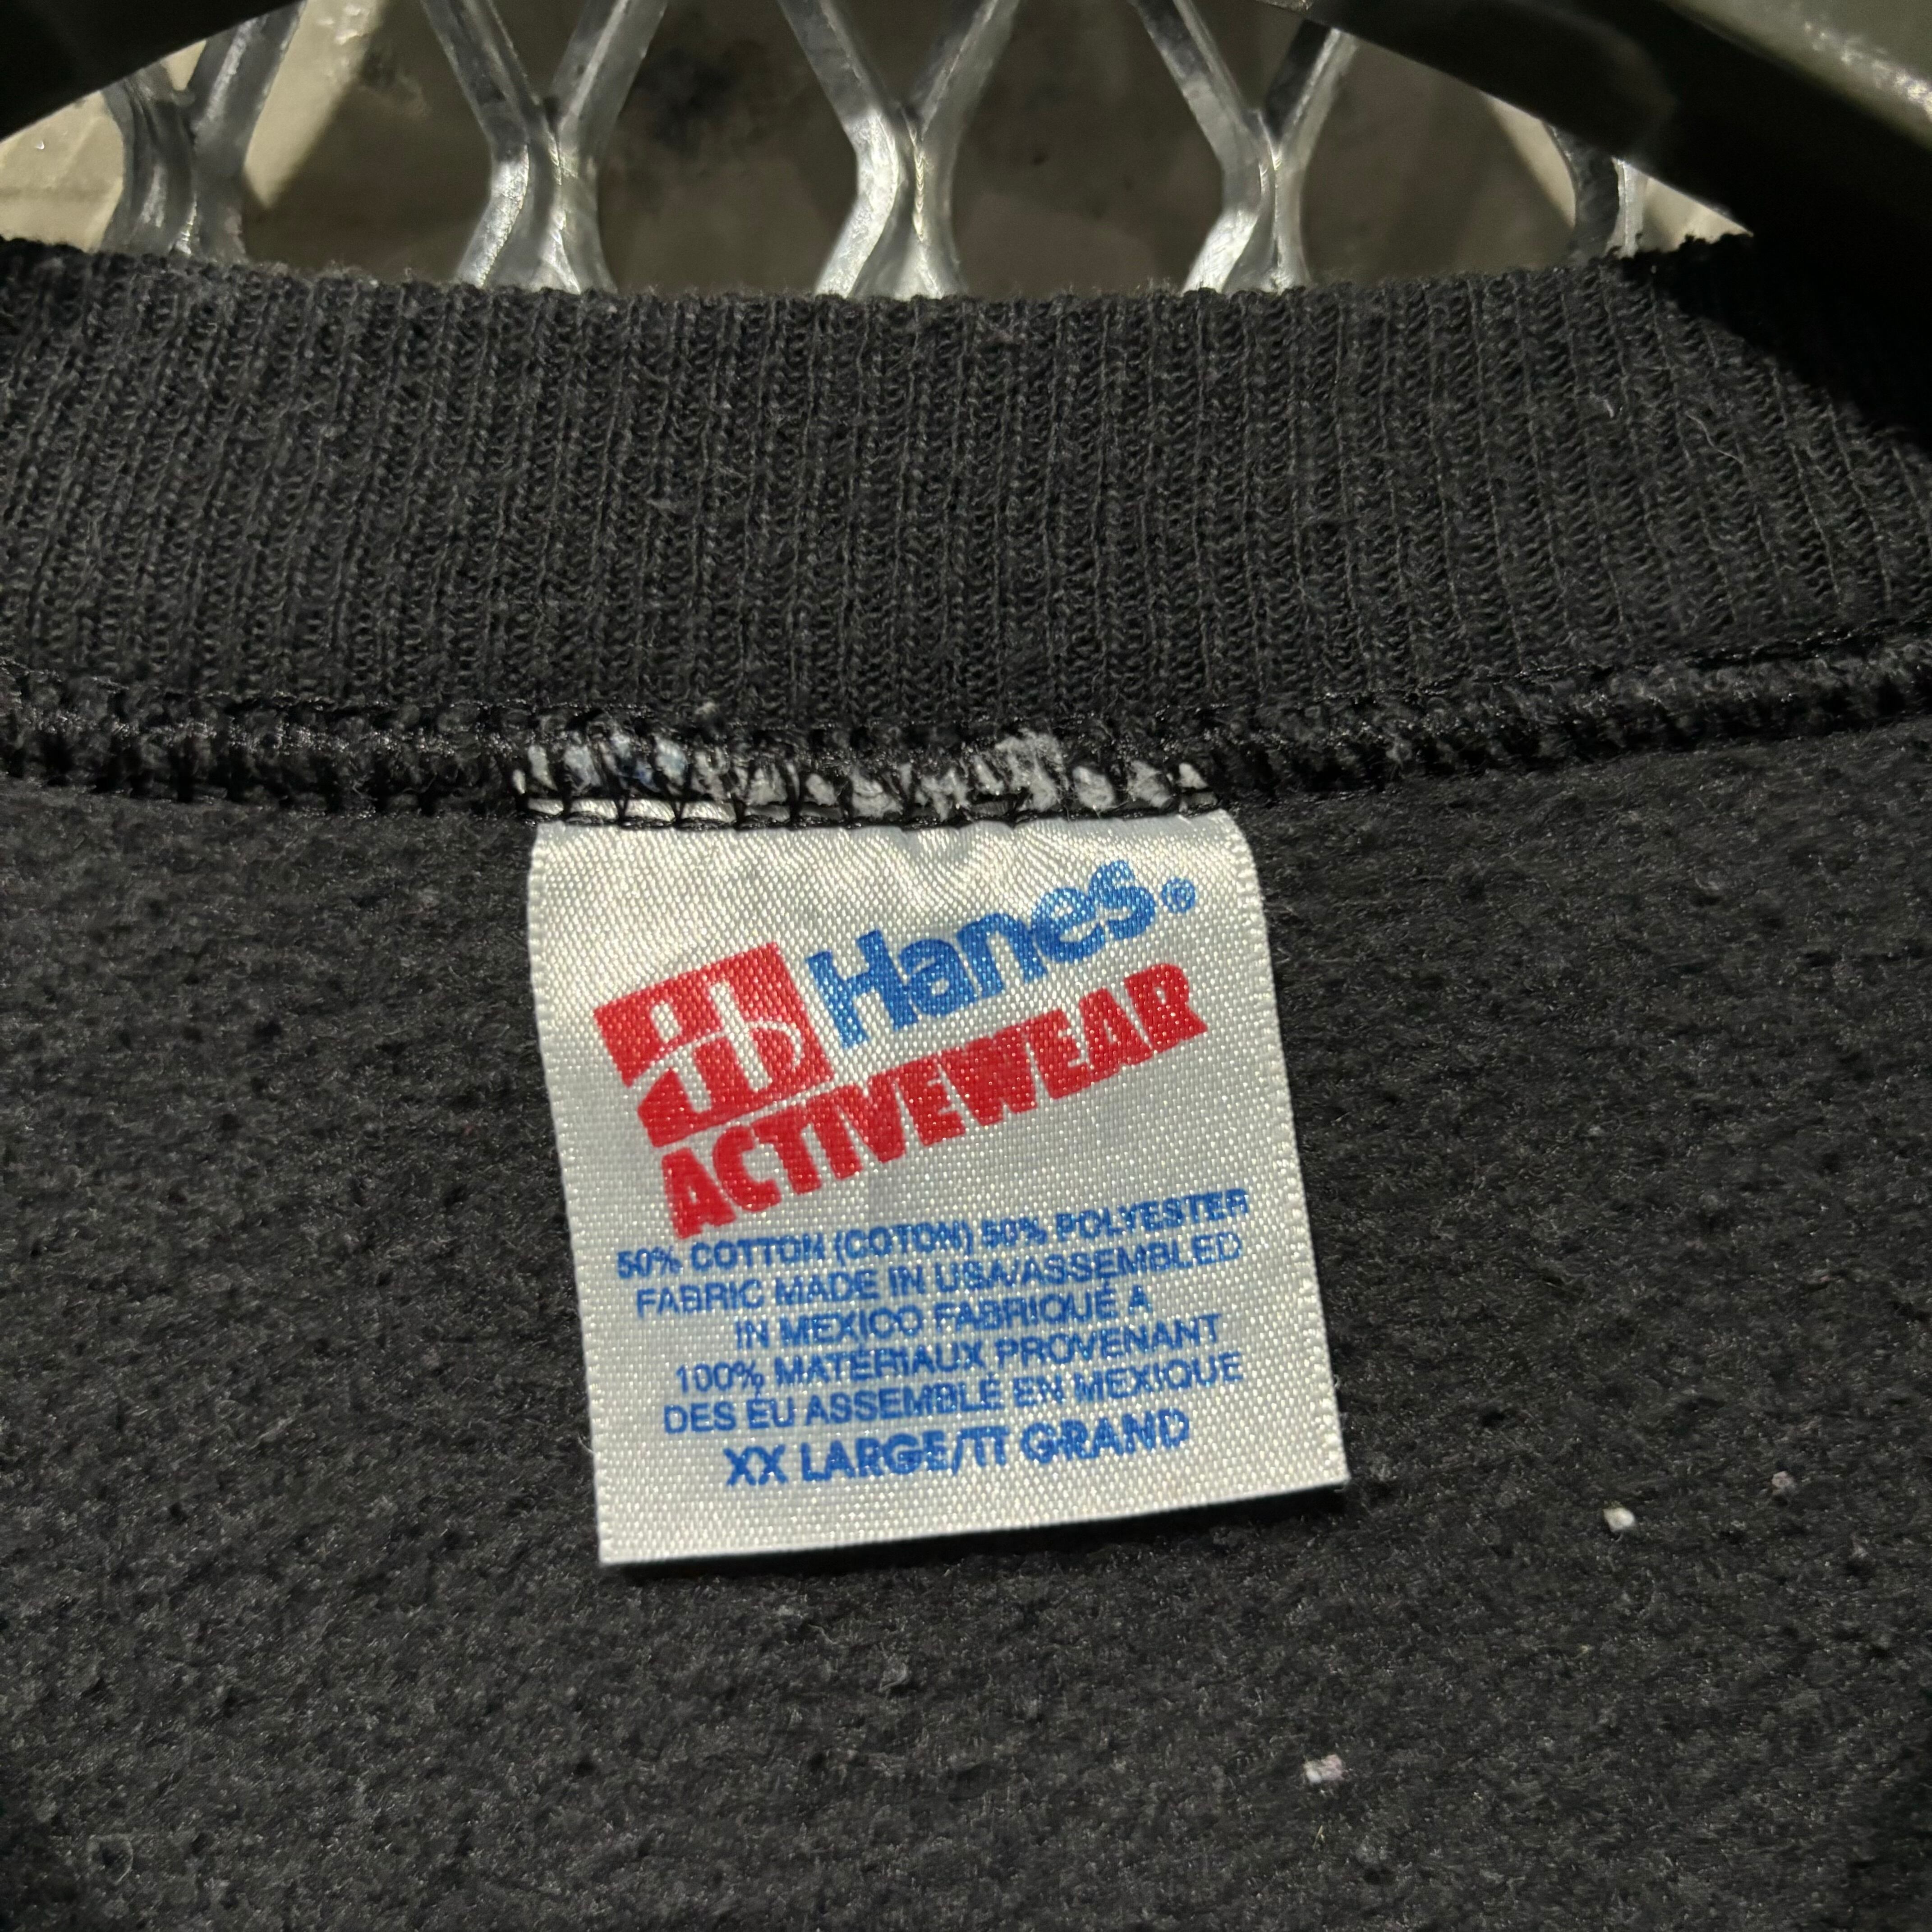 Hanes®
ACTIVEWEAR
50% COTTON (COTON) 50% POLYESTER
FABRIC MADE IN USA/ASSEMBLED
IN MEXICO FABRIQUÉ À
100% MATÉRIAUX PROVENANT
DES ÉU ASSEMBLÉ EN MEXIQUE
XX LARGE/TT GRAND